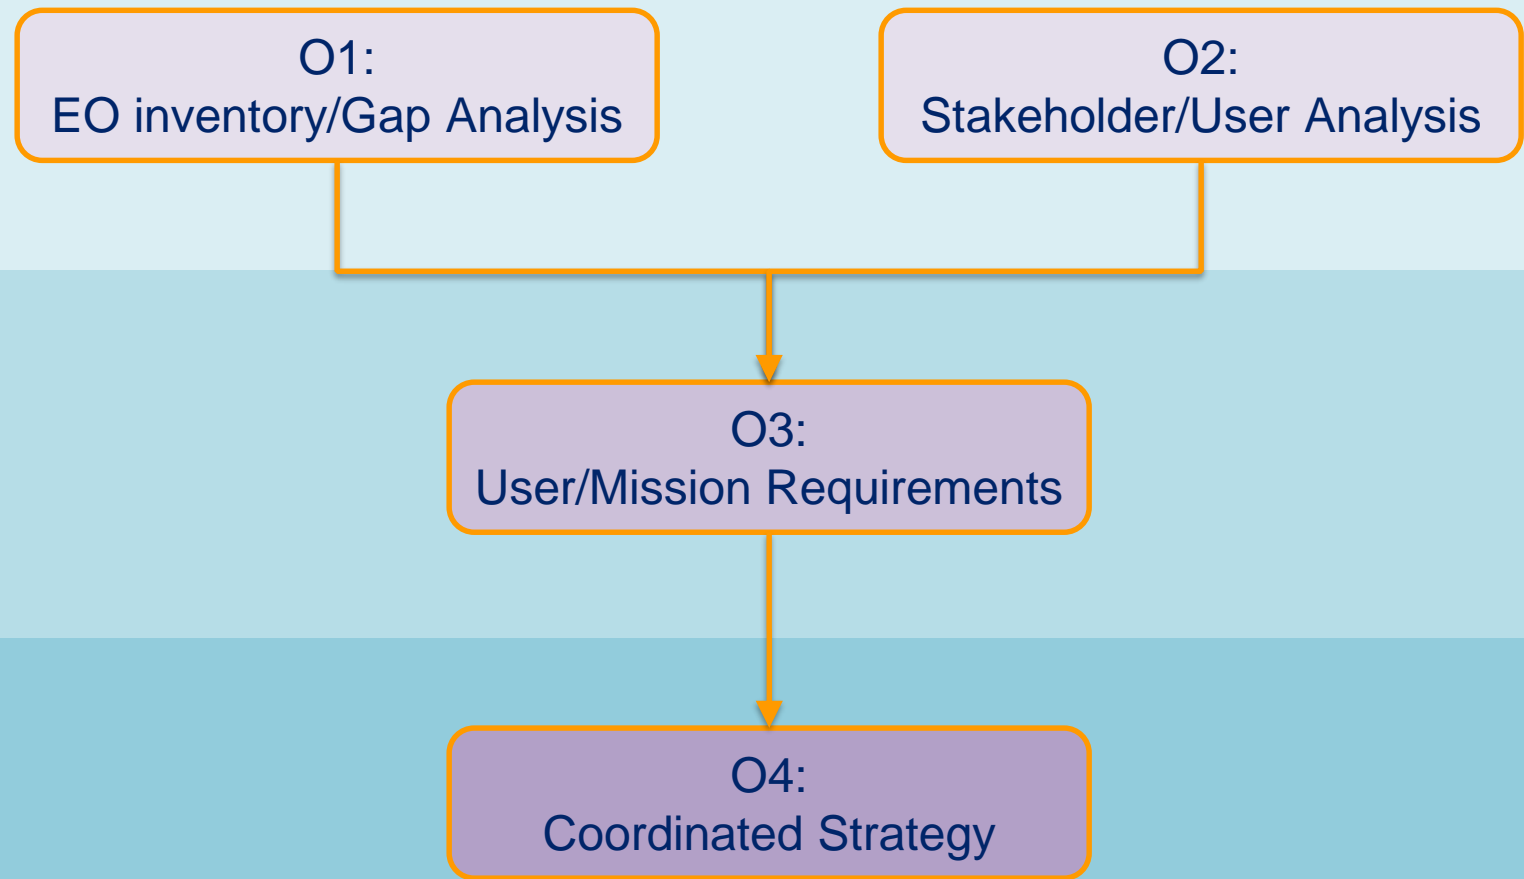 O1:
EO inventory/Gap Analysis
O2:
Stakeholder/User Analysis
O3:
User/Mission Requirements
O4:
Coordinated Strategy